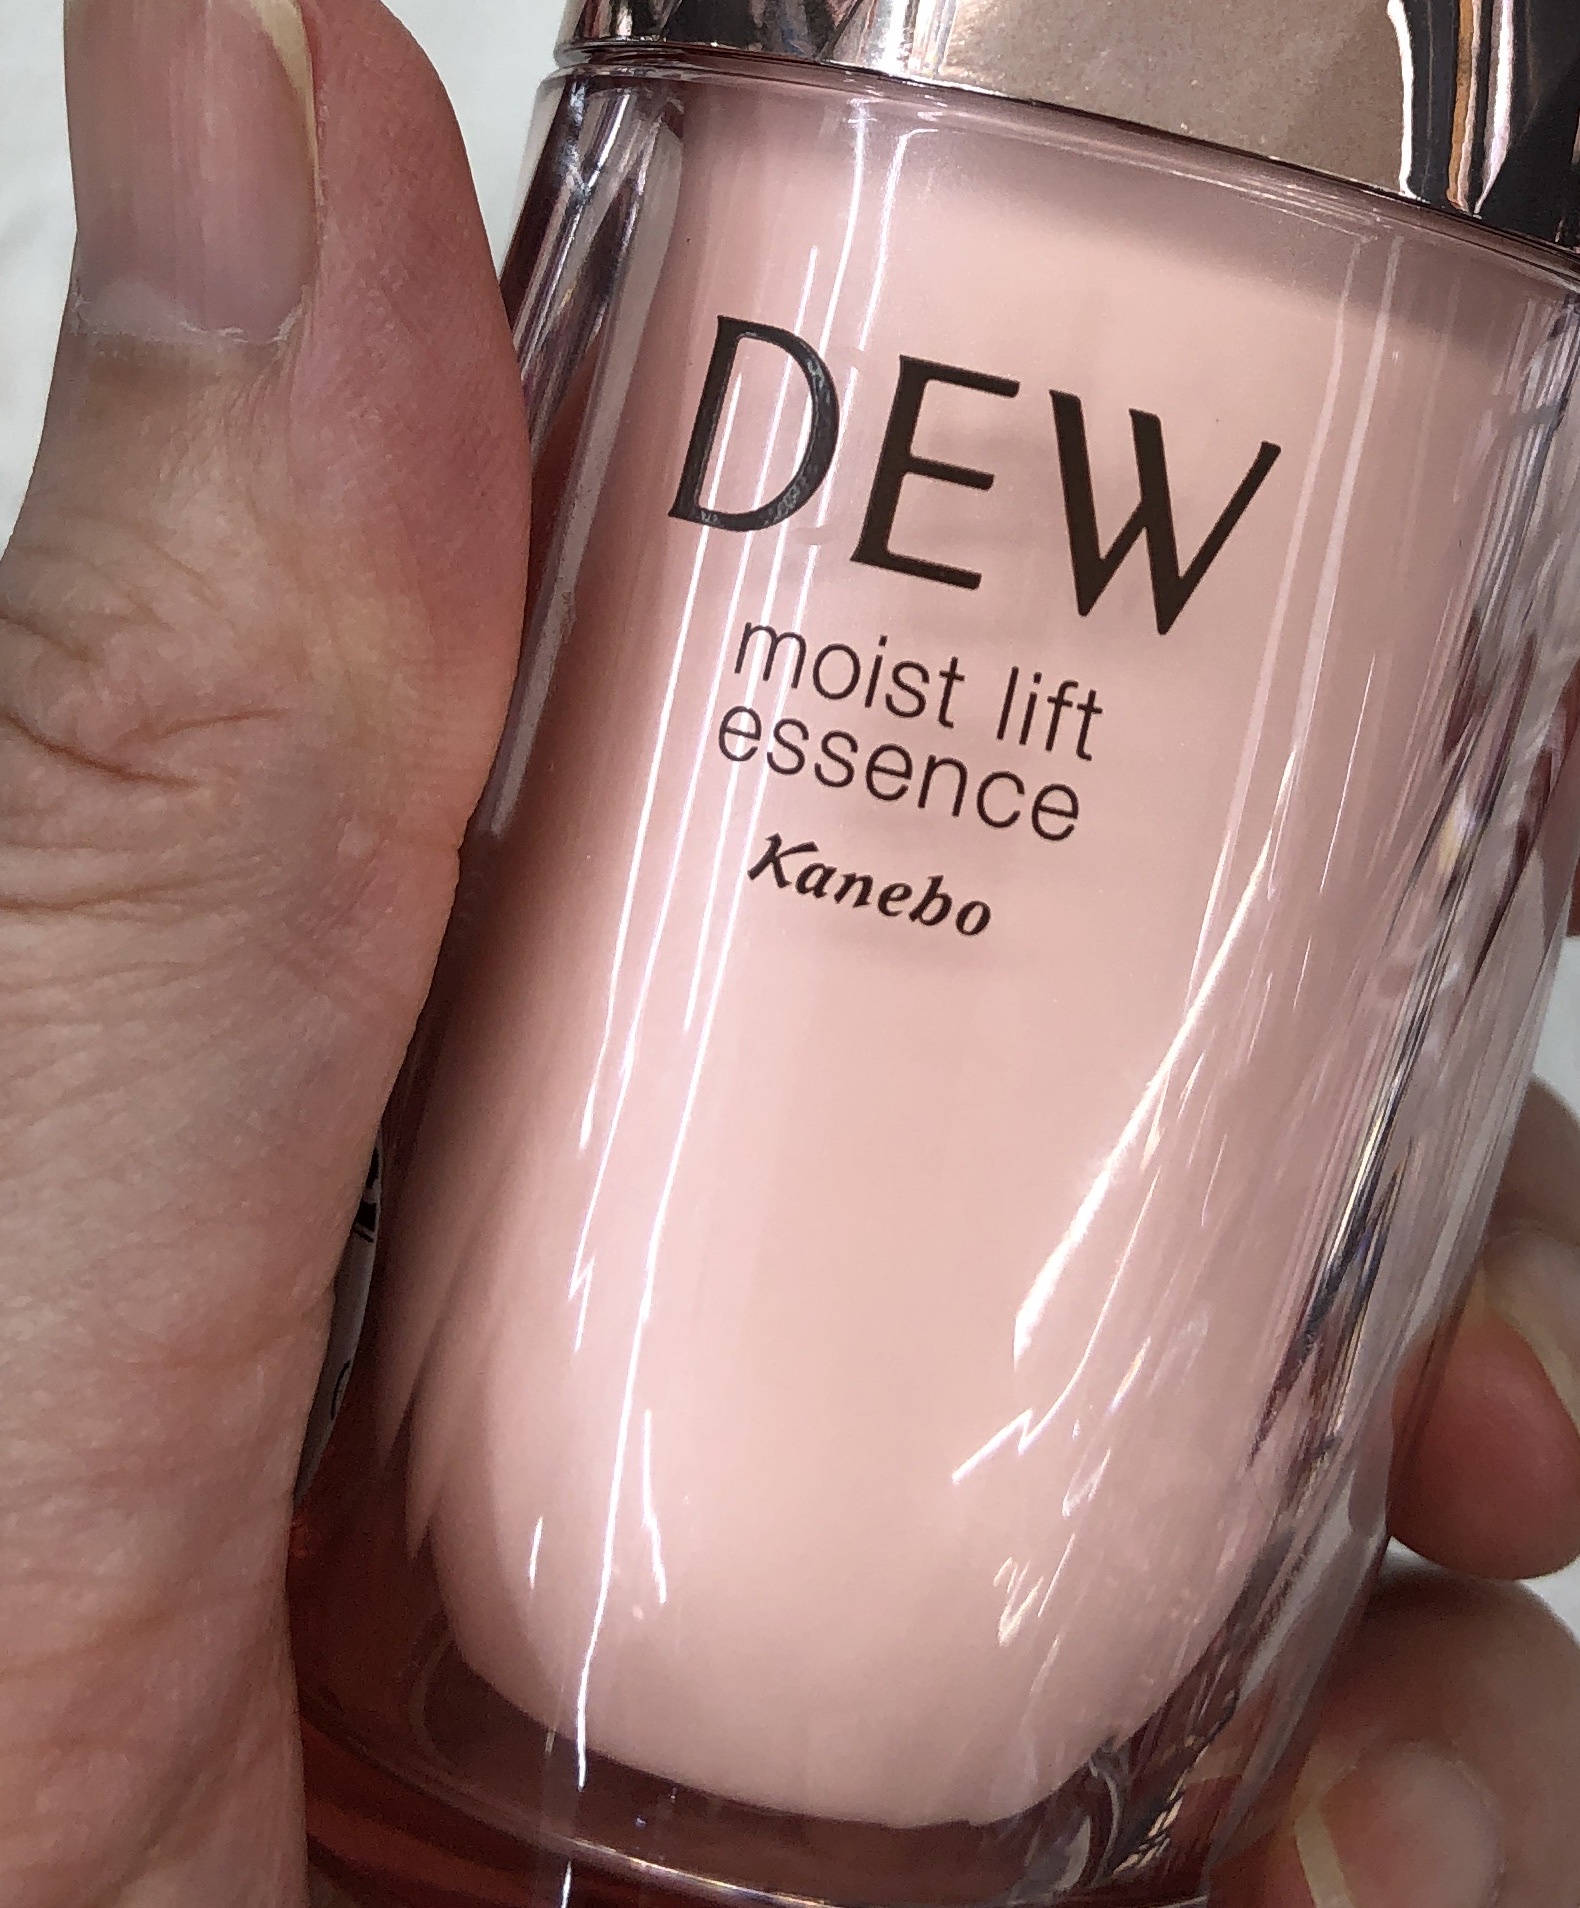 DEW
moist lift
essence
Kanebo